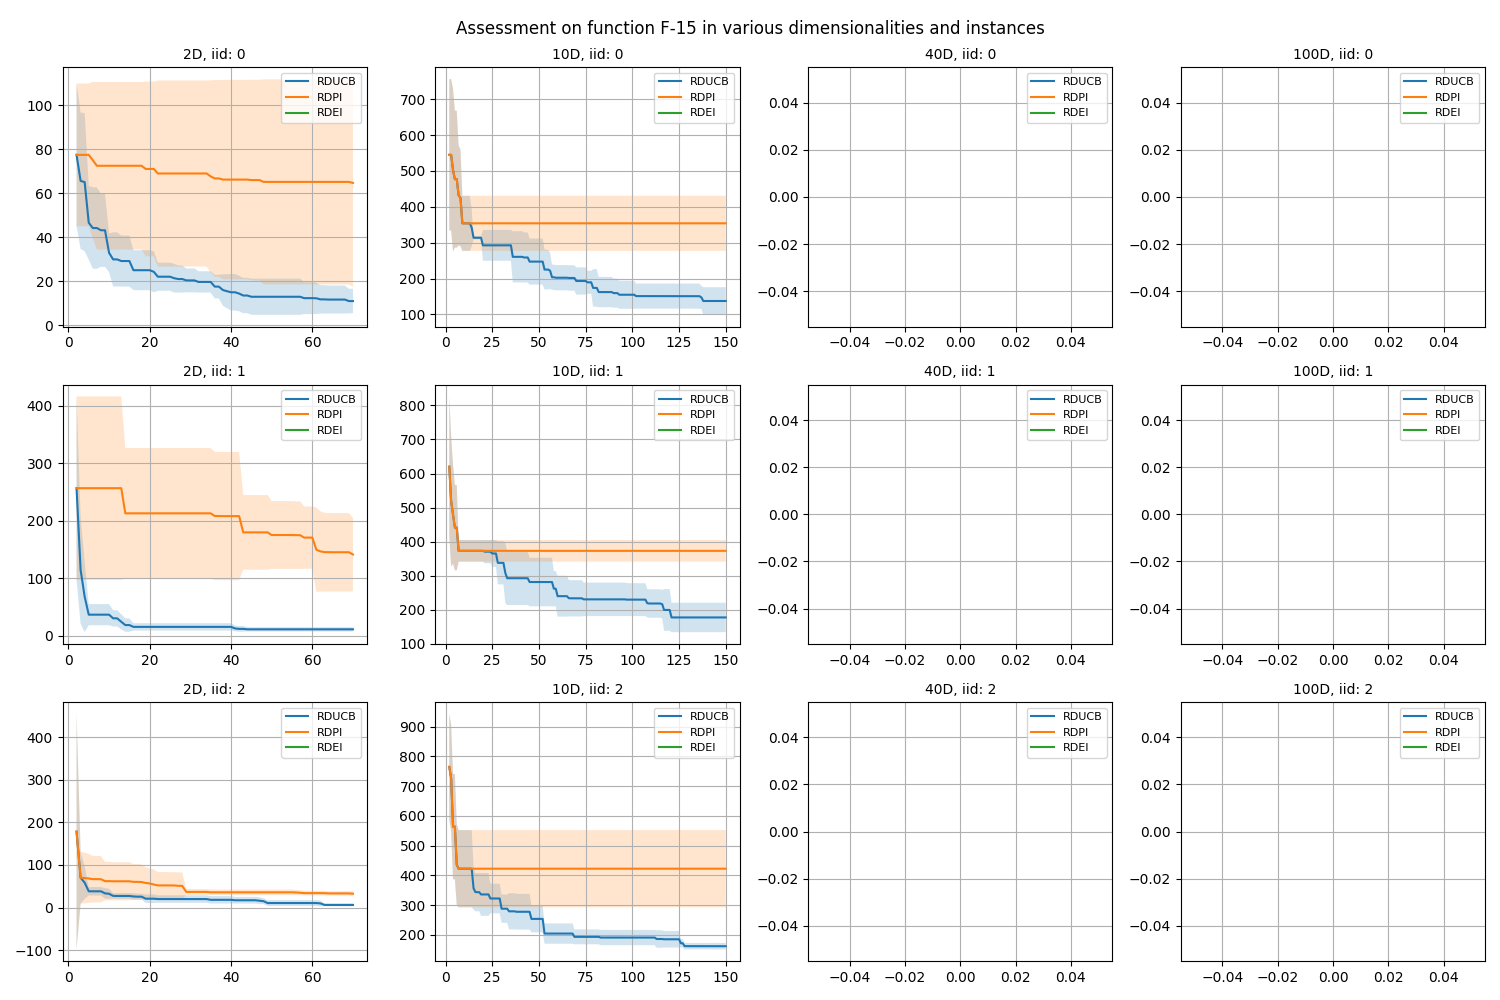 Assessment on function F-15 in various dimensionalities and instances
2D, iid: 0
RDUCB
RDPI
RDEI
100
80
60
40
20
0
0 20 40 60
10D, iid: 0
RDUCB
RDPI
RDEI
700
600
500
400
300
200
100
0 25 50 75 100 125 150
40D, iid: 0
RDUCB
RDPI
RDEI
0.04
0.02
0.00
−0.02
−0.04
−0.04 −0.02 0.00 0.02 0.04
100D, iid: 0
RDUCB
RDPI
RDEI
0.04
0.02
0.00
−0.02
−0.04
−0.04 −0.02 0.00 0.02 0.04
2D, iid: 1
RDUCB
RDPI
RDEI
400
300
200
100
0
0 20 40 60
10D, iid: 1
RDUCB
RDPI
RDEI
800
700
600
500
400
300
200
100
0 25 50 75 100 125 150
40D, iid: 1
RDUCB
RDPI
RDEI
0.04
0.02
0.00
−0.02
−0.04
−0.04 −0.02 0.00 0.02 0.04
100D, iid: 1
RDUCB
RDPI
RDEI
0.04
0.02
0.00
−0.02
−0.04
−0.04 −0.02 0.00 0.02 0.04
2D, iid: 2
RDUCB
RDPI
RDEI
400
300
200
100
0
−100
0 20 40 60
10D, iid: 2
RDUCB
RDPI
RDEI
900
800
700
600
500
400
300
200
0 25 50 75 100 125 150
40D, iid: 2
RDUCB
RDPI
RDEI
0.04
0.02
0.00
−0.02
−0.04
−0.04 −0.02 0.00 0.02 0.04
100D, iid: 2
RDUCB
RDPI
RDEI
0.04
0.02
0.00
−0.02
−0.04
−0.04 −0.02 0.00 0.02 0.04